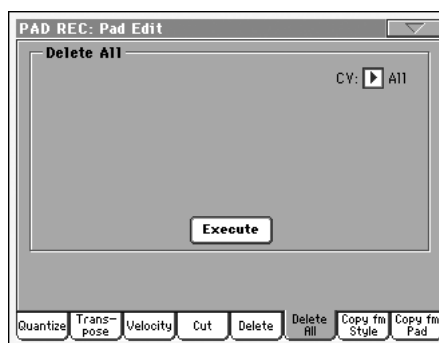 PAD REC: Pad Edit
Delete All
CV: All
Execute
Quantize Trans-pose Velocity Cut Delete Delete All Copy fm Style Copy fm Pad